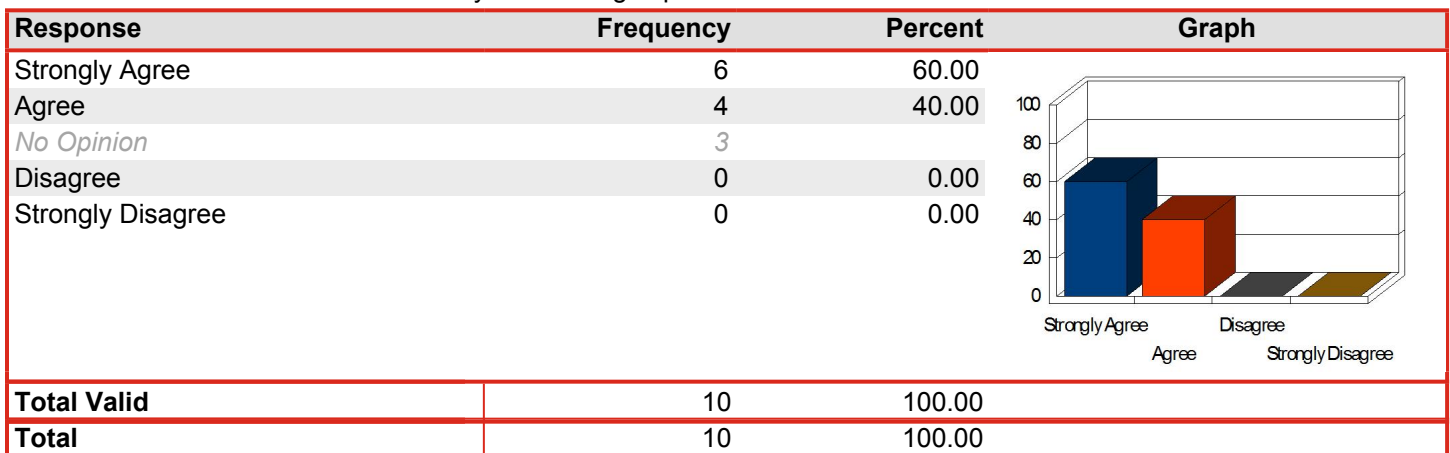 Response Frequency Percent Graph
Strongly Agree 6 60.00
Agree 4 40.00
No Opinion 3
Disagree 0 0.00
Strongly Disagree 0 0.00
100
80
60
40
20
0
Strongly Agree Disagree
Agree Strongly Disagree
Total Valid 10 100.00
Total 10 100.00